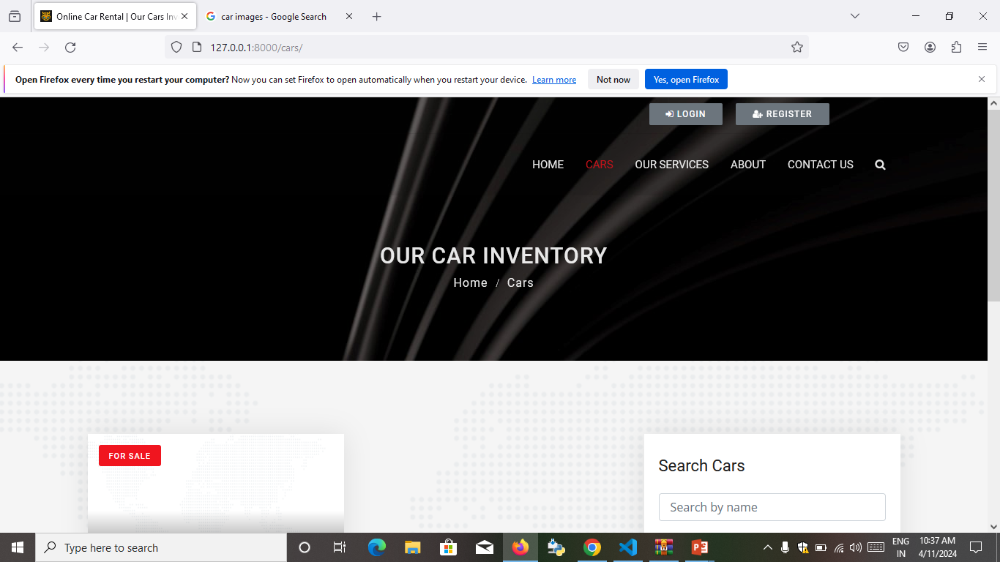 Online Car Rental | Our Cars Inv
car images - Google Search
127.0.0.1:8000/cars/
Open Firefox every time you restart your computer? Now you can set Firefox to open automatically when you restart your device. Learn more Not now Yes, open Firefox
LOGIN REGISTER
HOME CARS OUR SERVICES ABOUT CONTACT US
OUR CAR INVENTORY
Home / Cars
FOR SALE
Search Cars
Search by name
Type here to search
ENG
IN
10:37 AM
4/11/2024